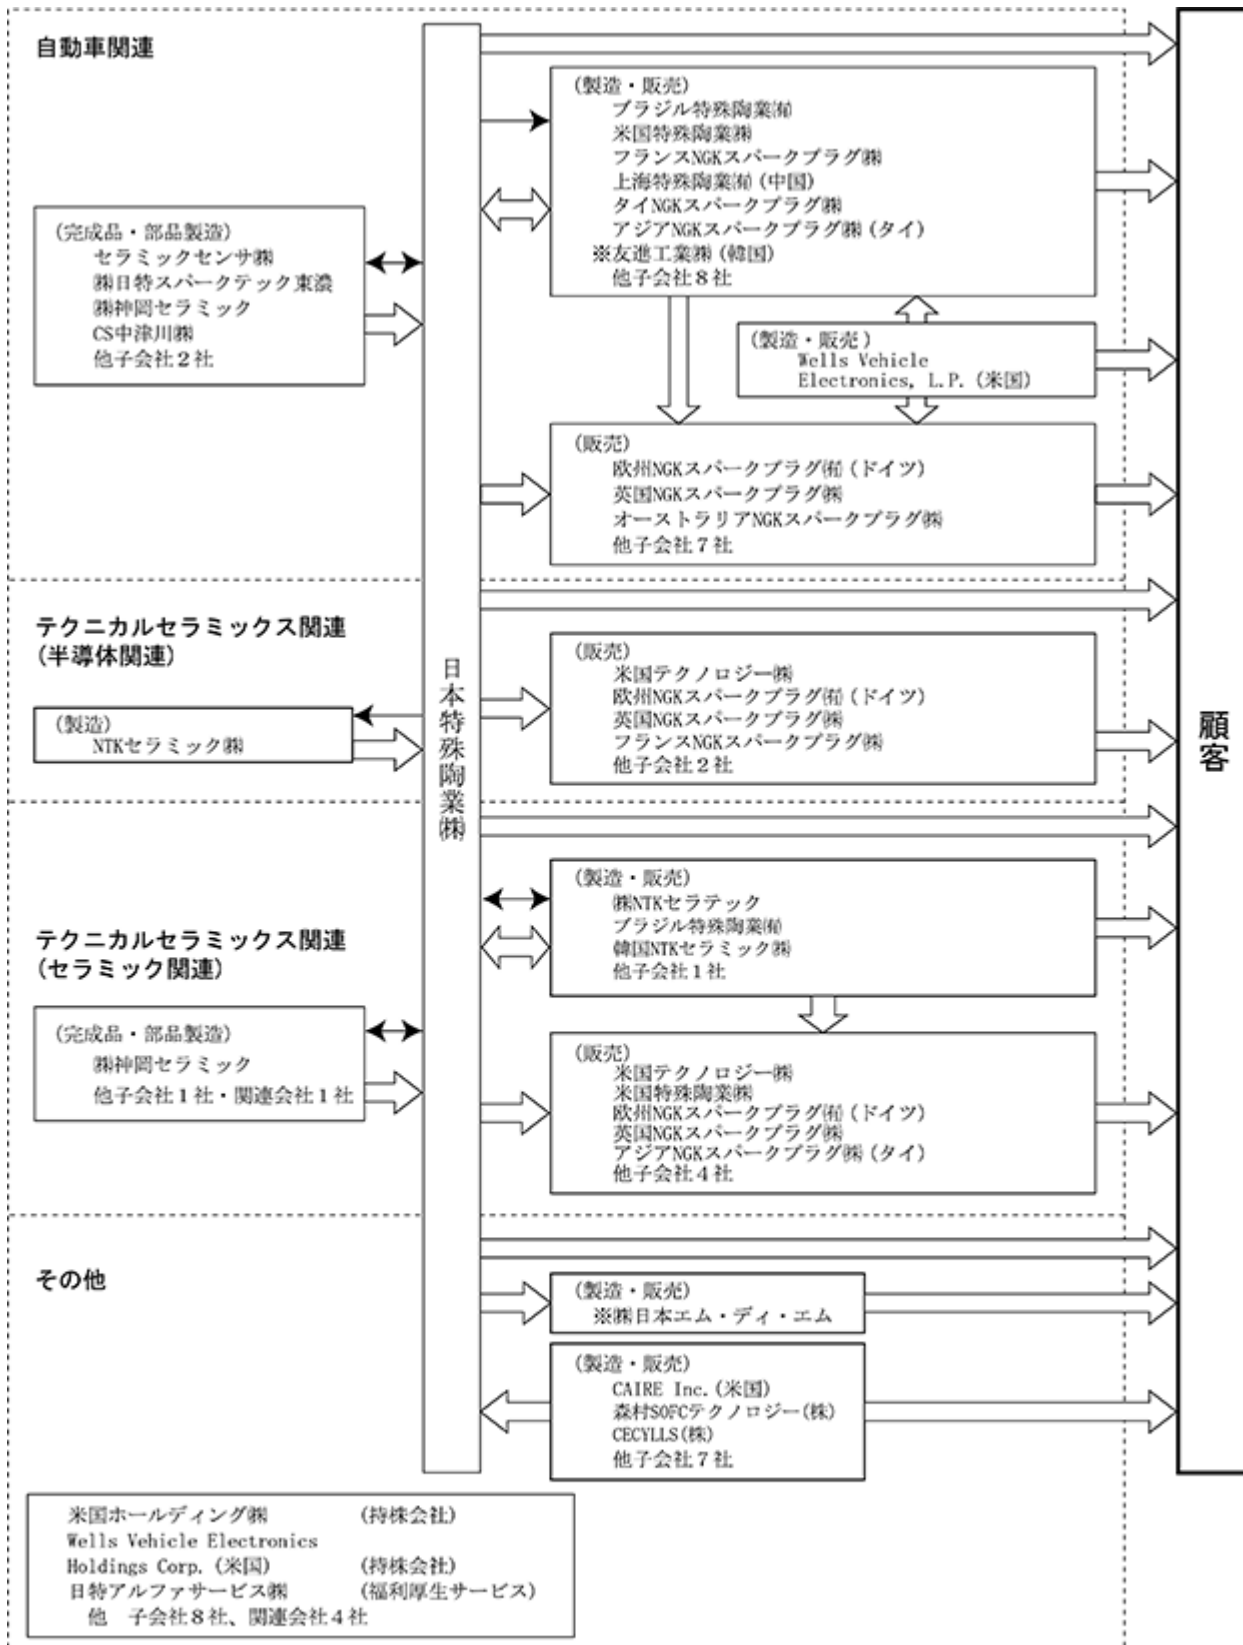 自動車関連
(完成品・部品製造)
セラミックセンサ㈱
㈱日特スパークテック東濃
㈱神岡セラミック
CS中津川㈱
他子会社２社
(製造・販売)
ブラジル特殊陶業㈲
米国特殊陶業㈱
フランスNGKスパークプラグ㈱
上海特殊陶業㈲(中国)
タイNGKスパークプラグ㈱
アジアNGKスパークプラグ㈱(タイ)
※友進工業㈱(韓国)
他子会社８社
(製造・販売)
Wells Vehicle
Electronics, L.P.(米国)
(販売)
欧州NGKスパークプラグ㈲(ドイツ)
英国NGKスパークプラグ㈱
オーストラリアNGKスパークプラグ㈱
他子会社７社
日本特殊陶業㈱
顧客
テクニカルセラミックス関連
(半導体関連)
(製造)
NTKセラミック㈱
(販売)
米国テクノロジー㈱
欧州NGKスパークプラグ㈲(ドイツ)
英国NGKスパークプラグ㈱
フランスNGKスパークプラグ㈱
他子会社２社
テクニカルセラミックス関連
(セラミック関連)
(完成品・部品製造)
㈱神岡セラミック
他子会社１社・関連会社１社
(製造・販売)
㈱NTKセラテック
ブラジル特殊陶業㈲
韓国NTKセラミック㈱
他子会社１社
(販売)
米国テクノロジー㈱
米国特殊陶業㈱
欧州NGKスパークプラグ㈲(ドイツ)
英国NGKスパークプラグ㈱
アジアNGKスパークプラグ㈱(タイ)
他子会社４社
その他
(製造・販売)
※㈱日本エム・ディ・エム
(製造・販売)
CAIRE Inc.(米国)
森村SOFCテクノロジー(株)
CECYLLS(株)
他子会社７社
米国ホールディング㈱　(持株会社)
Wells Vehicle Electronics
Holdings Corp.(米国)　(持株会社)
日特アルファサービス㈱　(福利厚生サービス)
他　子会社８社、関連会社４社